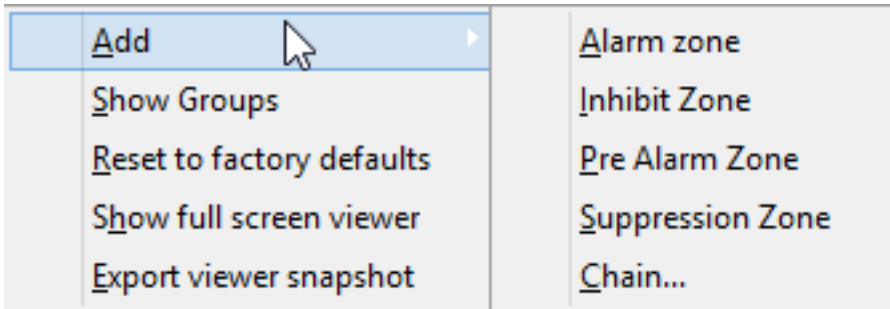 Add
Show Groups
Reset to factory defaults
Show full screen viewer
Export viewer snapshot
Alarm zone
Inhibit Zone
Pre Alarm Zone
Suppression Zone
Chain...